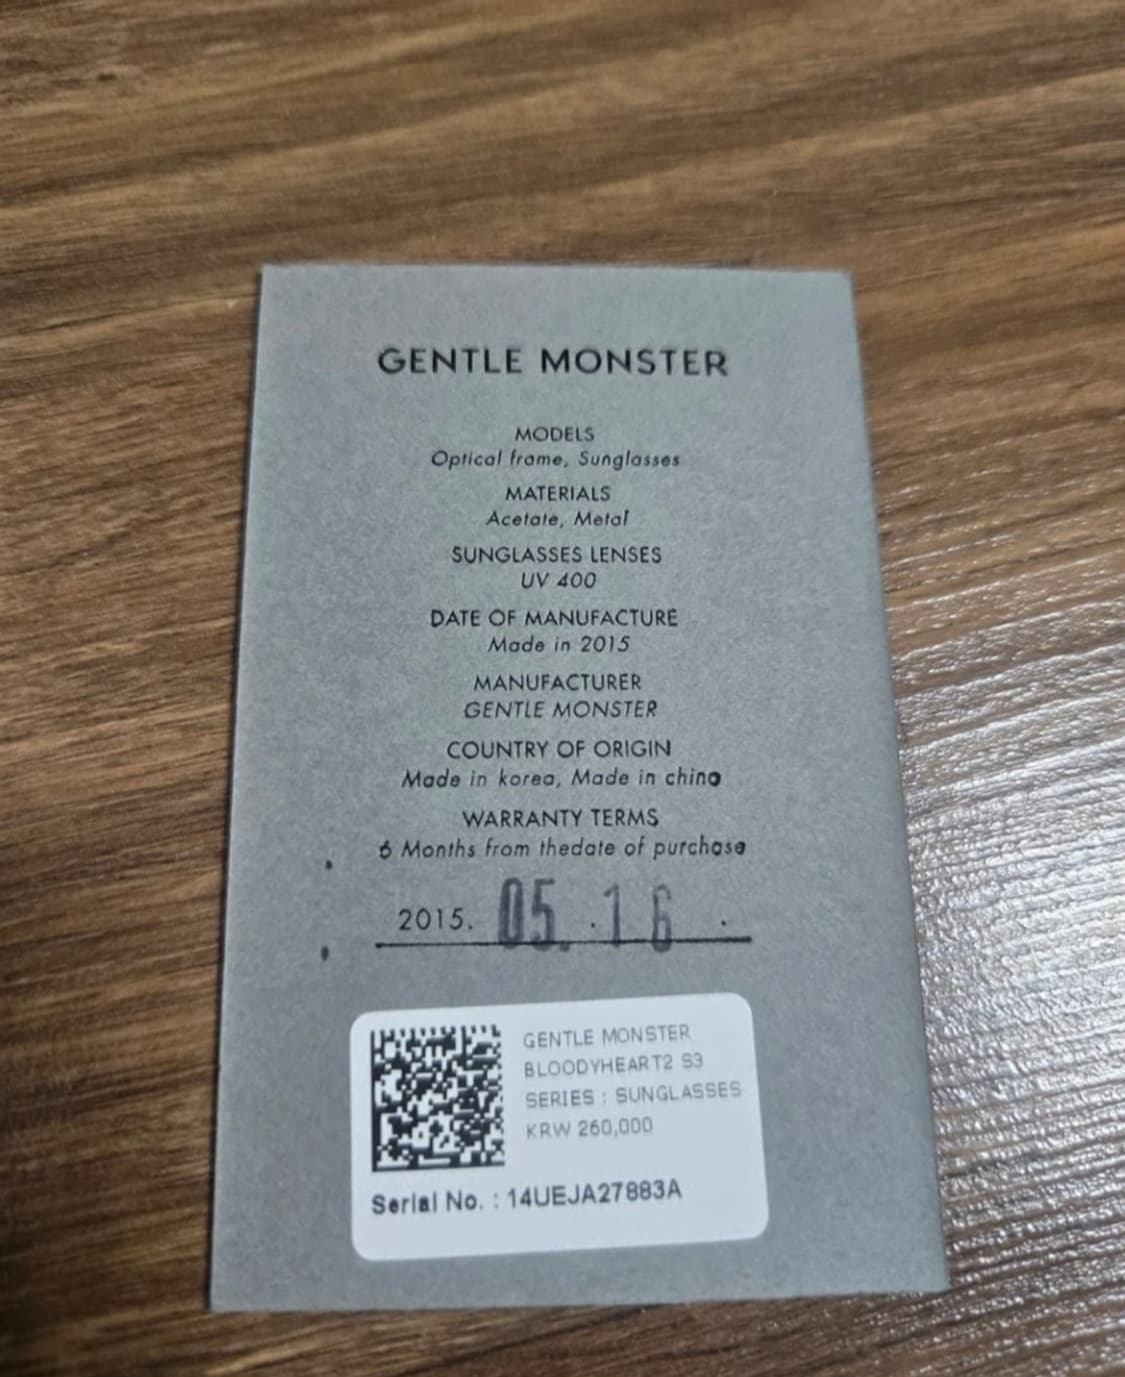 GENTLE MONSTER
MODELS
Optical frame, Sunglasses
MATERIALS
Acetate, Metal
SUNGLASSES LENSES
UV 400
DATE OF MANUFACTURE
Made in 2015
MANUFACTURER
GENTLE MONSTER
COUNTRY OF ORIGIN
Made in korea, Made in china
WARRANTY TERMS
6 Months from thedate of purchase
2015. 05. .16 .
GENTLE MONSTER
BLOODYHEART2 S3
SERIES : SUNGLASSES
KRW 260,000
Serial No. : 14UEJA27883A